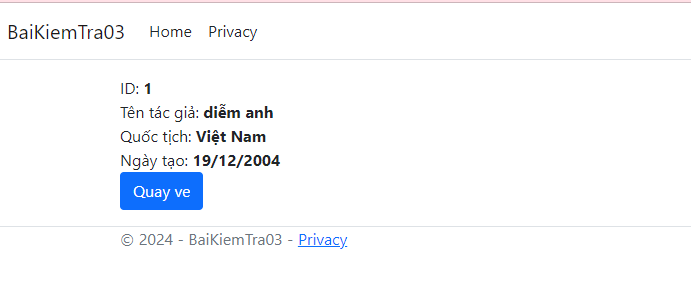 BaiKiemTra03 Home Privacy
ID: 1
Tên tác giả: diễm anh
Quốc tịch: Việt Nam
Ngày tạo: 19/12/2004
Quay ve
© 2024 - BaiKiemTra03 - Privacy